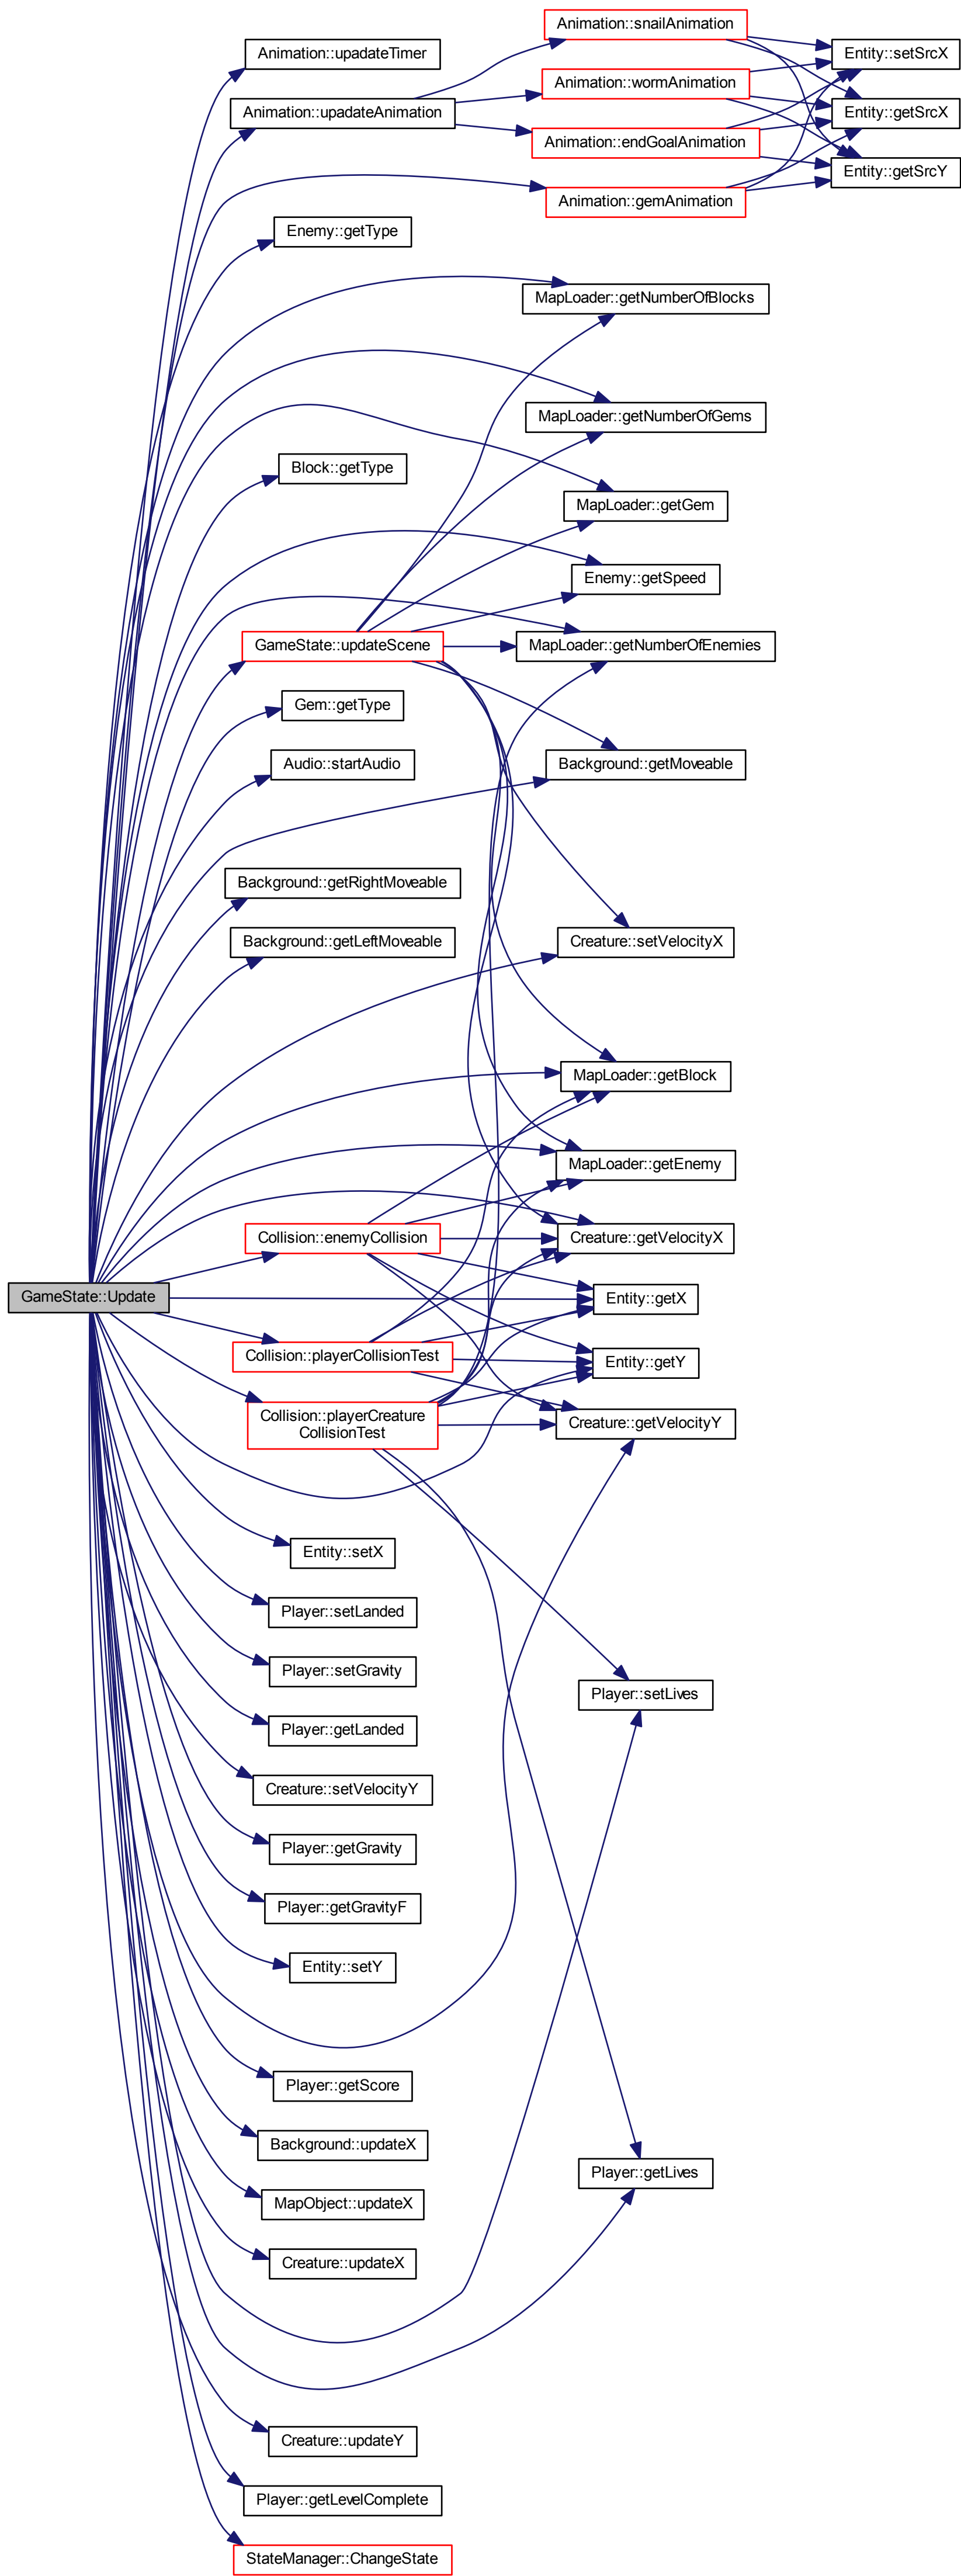 Animation::snailAnimation
Animation::upadateTimer
Entity::setSrcX
Animation::wormAnimation
Animation::upadateAnimation
Entity::getSrcX
Animation::endGoalAnimation
Entity::getSrcY
Animation::gemAnimation
Enemy::getType
MapLoader::getNumberOfBlocks
MapLoader::getNumberOfGems
Block::getType
MapLoader::getGem
Enemy::getSpeed
GameState::updateScene
MapLoader::getNumberOfEnemies
Gem::getType
Audio::startAudio
Background::getMoveable
Background::getRightMoveable
Background::getLeftMoveable
Creature::setVelocityX
MapLoader::getBlock
MapLoader::getEnemy
Collision::enemyCollision
Creature::getVelocityX
GameState::Update
Entity::getX
Collision::playerCollisionTest
Entity::getY
Collision::playerCreature
CollisionTest
Creature::getVelocityY
Entity::setX
Player::setLanded
Player::setGravity
Player::setLives
Player::getLanded
Creature::setVelocityY
Player::getGravity
Player::getGravityF
Entity::setY
Player::getScore
Background::updateX
Player::getLives
MapObject::updateX
Creature::updateX
Creature::updateY
Player::getLevelComplete
StateManager::ChangeState